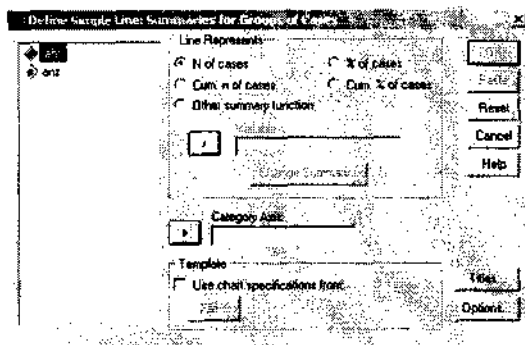 Define Simple Line: Summaries for Groups of Cases
anz
Line Represents
N of cases
% of cases
Cum. n of cases
Cum. % of cases
Other summary function
Change Summary...
Category Axis:
Template
Use chart specifications from:
OK
Paste
Reset
Cancel
Help
Titles...
Options...